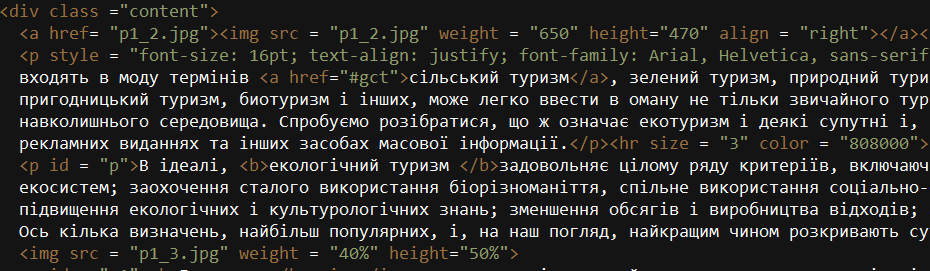 <div class ="content">
<a href= "p1_2.jpg"><img src = "p1_2.jpg" weight = "650" height="470" align = "right"></a><
<p style = "font-size: 16pt; text-align: justify; font-family: Arial, Helvetica, sans-serif
входять в моду термінів <a href="#gct">сільський туризм</a>, зелений туризм, природний тури
пригодницький туризм, биотуризм і інших, може легко ввести в оману не тільки звичайного тур
навколишнього середовища. Спробуємо розібратися, що ж означає екотуризм і деякі супутні і,
рекламних виданнях та інших засобах масової інформації.</p><hr size = "3" color = "808000">
<p id = "p">В ідеалі, <b>екологічний туризм </b>задовольняє цілому ряду критеріїв, включаюч
екосистем; заохочення сталого використання біорізноманіття, спільне використання соціально-
підвищення екологічних і культурологічних знань; зменшення обсягів і виробництва відходів;
Ось кілька визначень, найбільш популярних, і, на наш погляд, найкращим чином розкривають су
<img src = "p1_3.jpg" weight = "40%" height="50%">